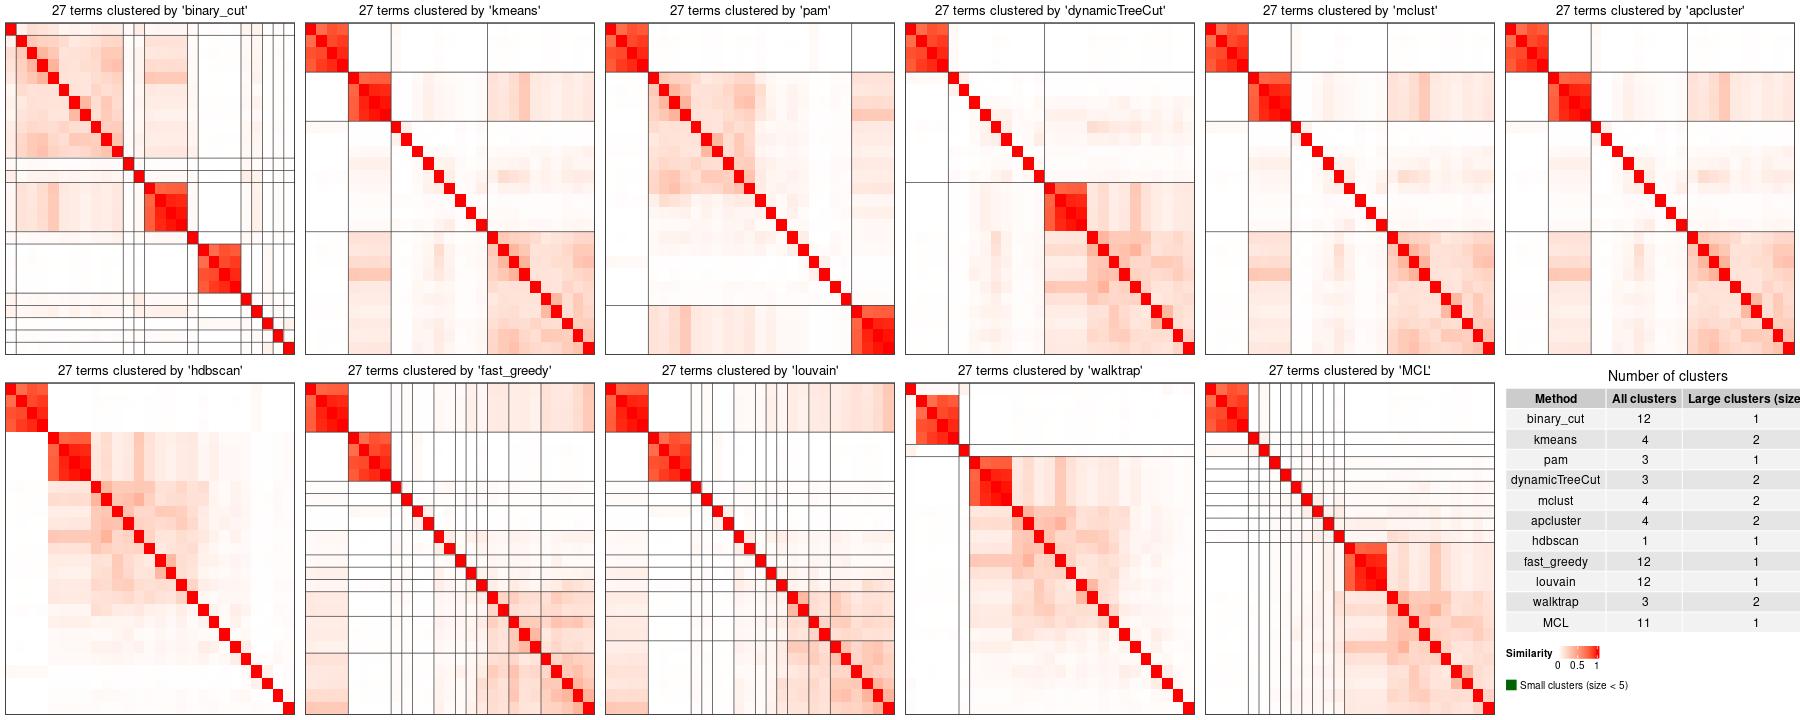 27 terms clustered by 'binary_cut'
27 terms clustered by 'kmeans'
27 terms clustered by 'pam'
27 terms clustered by 'dynamicTreeCut'
27 terms clustered by 'mclust'
27 terms clustered by 'apcluster'
27 terms clustered by 'hdbscan'
27 terms clustered by 'fast_greedy'
27 terms clustered by 'louvain'
27 terms clustered by 'walktrap'
27 terms clustered by 'MCL'
Number of clusters
Method All clusters Large clusters (size
binary_cut 12 1
kmeans 4 2
pam 3 1
dynamicTreeCut 3 2
mclust 4 2
apcluster 4 2
hdbscan 1 1
fast_greedy 12 1
louvain 12 1
walktrap 3 2
MCL 11 1
Similarity
0 0.5 1
Small clusters (size < 5)